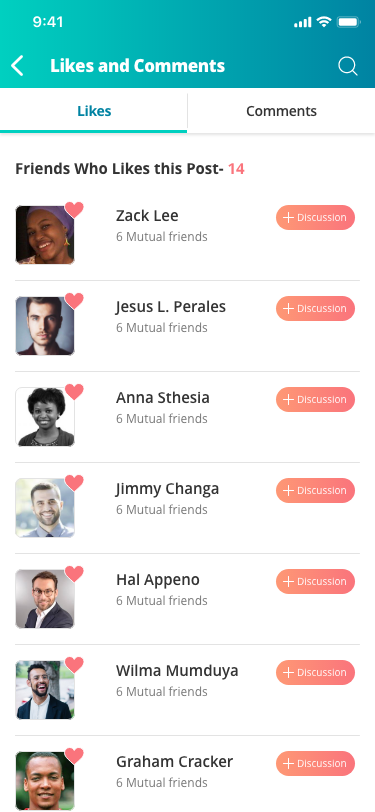 9:41
Likes and Comments
Likes
Comments
Friends Who Likes this Post- 14
Zack Lee
6 Mutual friends
Discussion
Jesus L. Perales
6 Mutual friends
Discussion
Anna Sthesia
6 Mutual friends
Discussion
Jimmy Changa
6 Mutual friends
Discussion
Hal Appeno
6 Mutual friends
Discussion
Wilma Mumduya
6 Mutual friends
Discussion
Graham Cracker
6 Mutual friends
Discussion